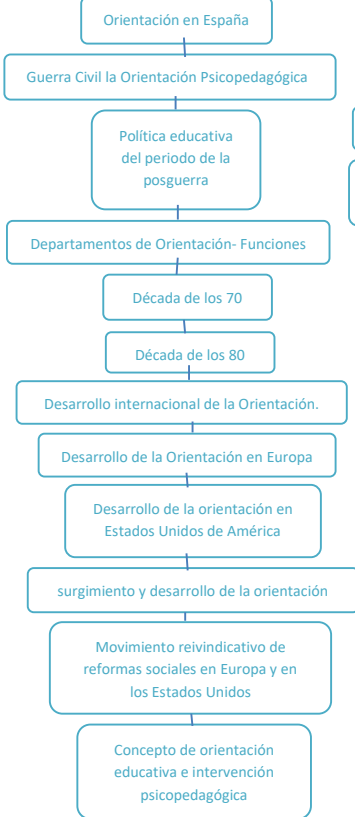 Orientación en España
Guerra Civil la Orientación Psicopedagógica
Política educativa
del periodo de la
posguerra
Departamentos de Orientación- Funciones
Década de los 70
Década de los 80
Desarrollo internacional de la Orientación.
Desarrollo de la Orientación en Europa
Desarrollo de la orientación en
Estados Unidos de América
surgimiento y desarrollo de la orientación
Movimiento reivindicativo de
reformas sociales en Europa y en
los Estados Unidos
Concepto de orientación
educativa e intervención
psicopedagógica